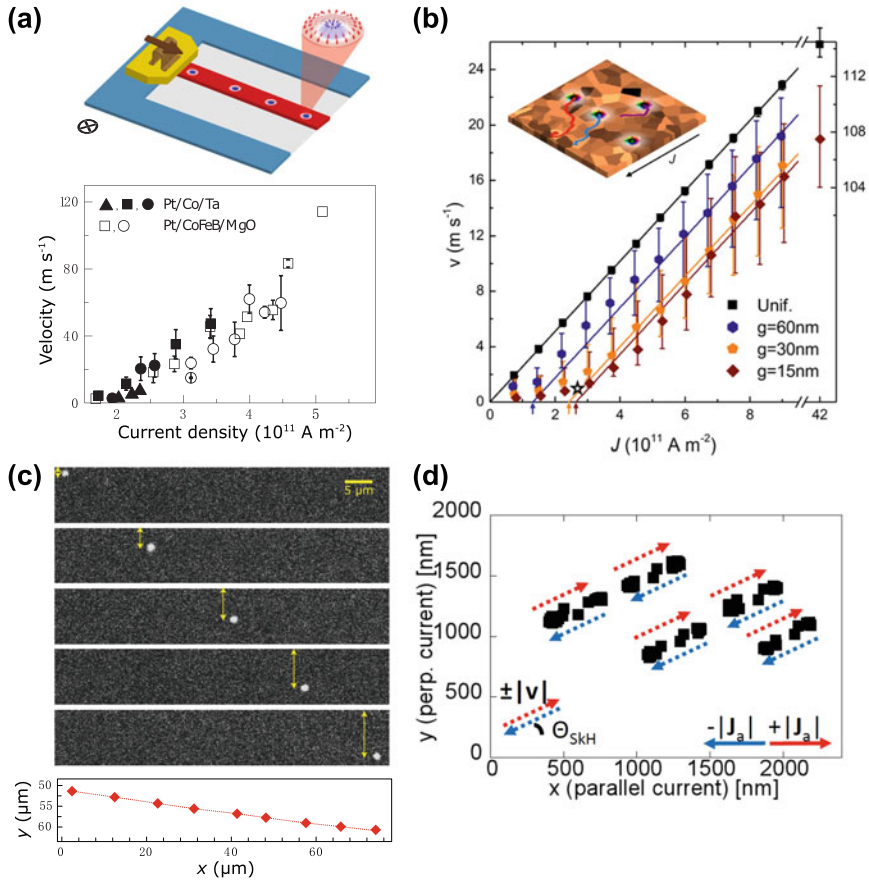 (a)
120
80
40
0
Velocity (m s⁻¹)
Pt/Co/Ta
Pt/CoFeB/MgO
2
3
4
5
Current density (10¹¹ A m⁻²)
(b)
24
20
16
12
8
4
0
v (m s⁻¹)
J
112
108
104
Unif.
g=60nm
g=30nm
g=15nm
0
2
4
6
8
42
J (10¹¹ A m⁻²)
(c)
5 μm
50
55
60
y (μm)
0
20
40
60
x (μm)
(d)
2000
1500
1000
500
0
y (perp. current) [nm]
±|v|
Θ_SkH
-|J_a| +|J_a|
0 500 1000 1500 2000
x (parallel current) [nm]